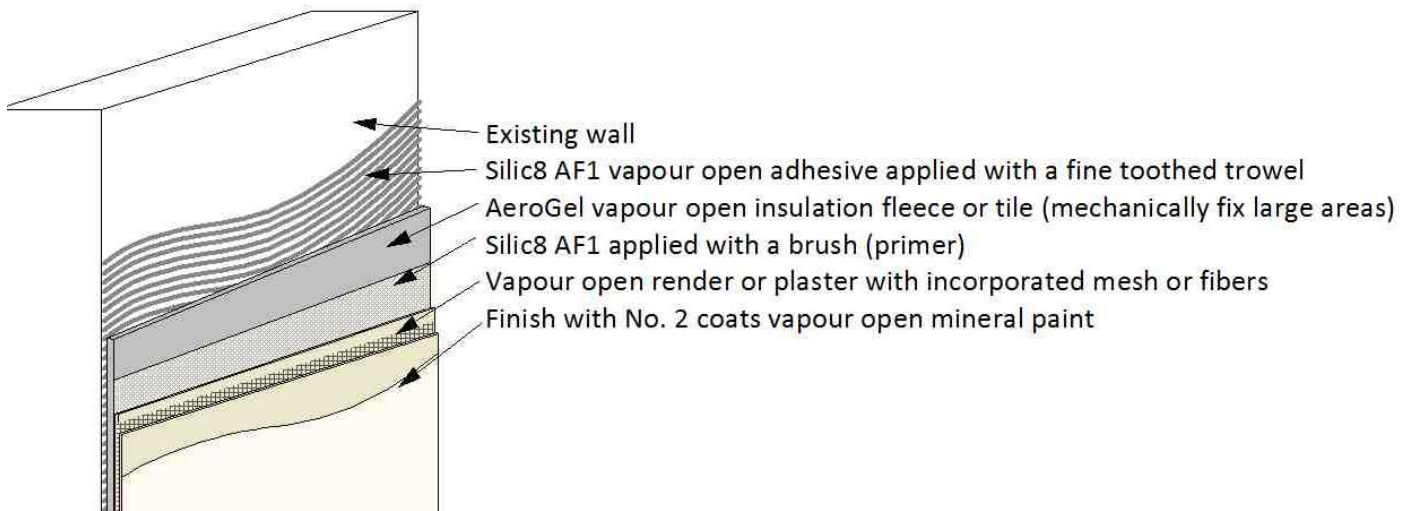 Existing wall
Silic8 AF1 vapour open adhesive applied with a fine toothed trowel
AeroGel vapour open insulation fleece or tile (mechanically fix large areas)
Silic8 AF1 applied with a brush (primer)
Vapour open render or plaster with incorporated mesh or fibers
Finish with No. 2 coats vapour open mineral paint